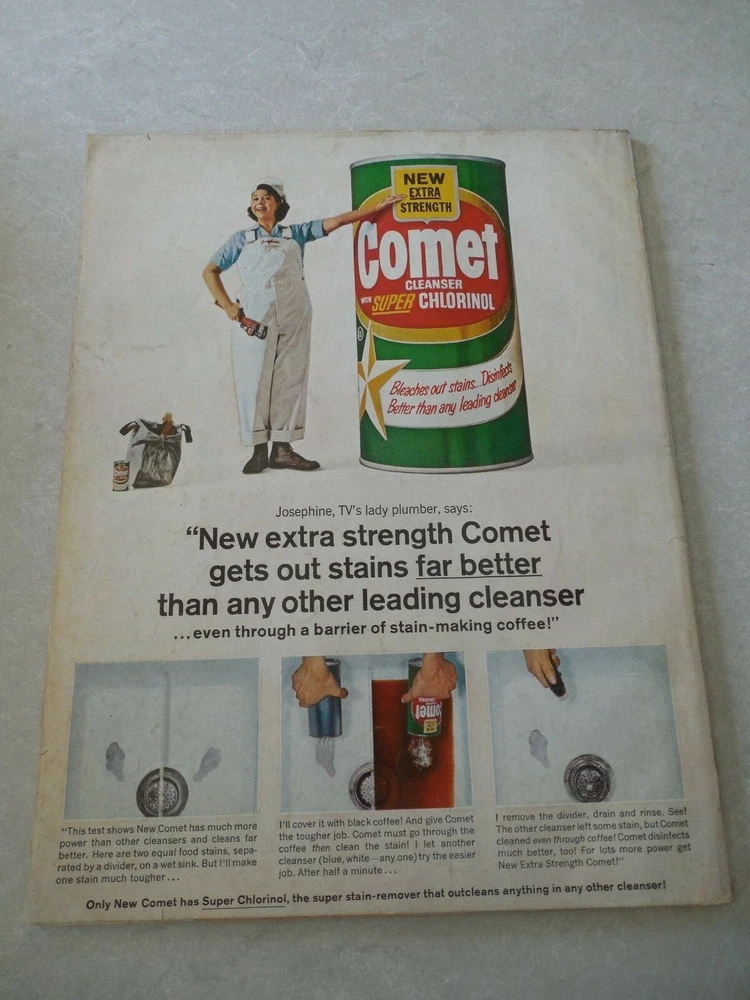 NEW
EXTRA
STRENGTH
Comet
CLEANSER
WITH SUPER CHLORINOL
Bleaches out stains...Disinfects
Better than any leading cleanser
Josephine, TV's lady plumber, says:
“New extra strength Comet
gets out stains far better
than any other leading cleanser
...even through a barrier of stain-making coffee!”
Comet
“This test shows New Comet has much more
power than other cleansers and cleans far
better. Here are two equal food stains, sepa-
rated by a divider, on a wet sink. But I'll make
one stain much tougher...
I'll cover it with black coffee! And give Comet
the tougher job. Comet must go through the
coffee then clean the stain! I let another
cleanser (blue, white—any one) try the easier
job. After half a minute...
I remove the divider, drain and rinse. See!
The other cleanser left some stain, but Comet
cleaned even through coffee! Comet disinfects
much better, too! For lots more power get
New Extra Strength Comet!”
Only New Comet has Super Chlorinol, the super stain-remover that outcleans anything in any other cleanser!